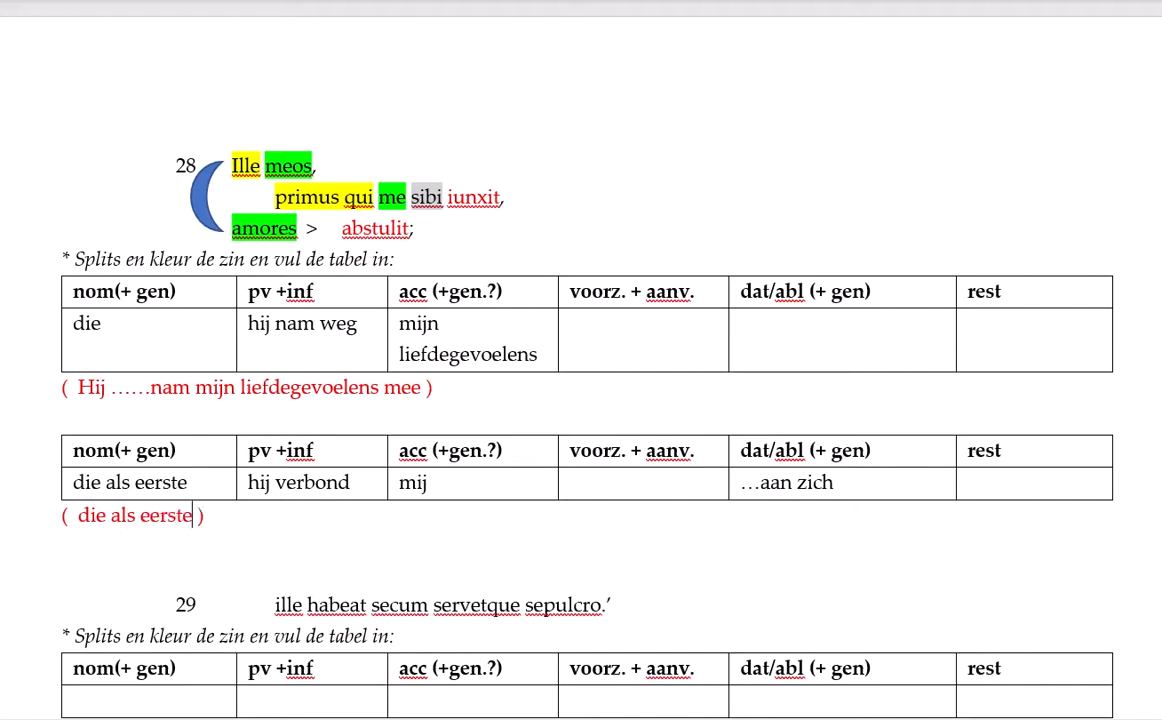 28 Ille meos,
primus qui me sibi iunxit,
amores > abstulit;
* Splits en kleur de zin en vul de tabel in:
nom(+ gen) pv +inf acc (+gen.?) voorz. + aanv. dat/abl (+ gen) rest
die hij nam weg mijn
liefdegevoelens
( Hij ……nam mijn liefdegevoelens mee )
nom(+ gen) pv +inf acc (+gen.?) voorz. + aanv. dat/abl (+ gen) rest
die als eerste hij verbond mij …aan zich
( die als eerste )
29 ille habeat secum servetque sepulcro.’
* Splits en kleur de zin en vul de tabel in:
nom(+ gen) pv +inf acc (+gen.?) voorz. + aanv. dat/abl (+ gen) rest